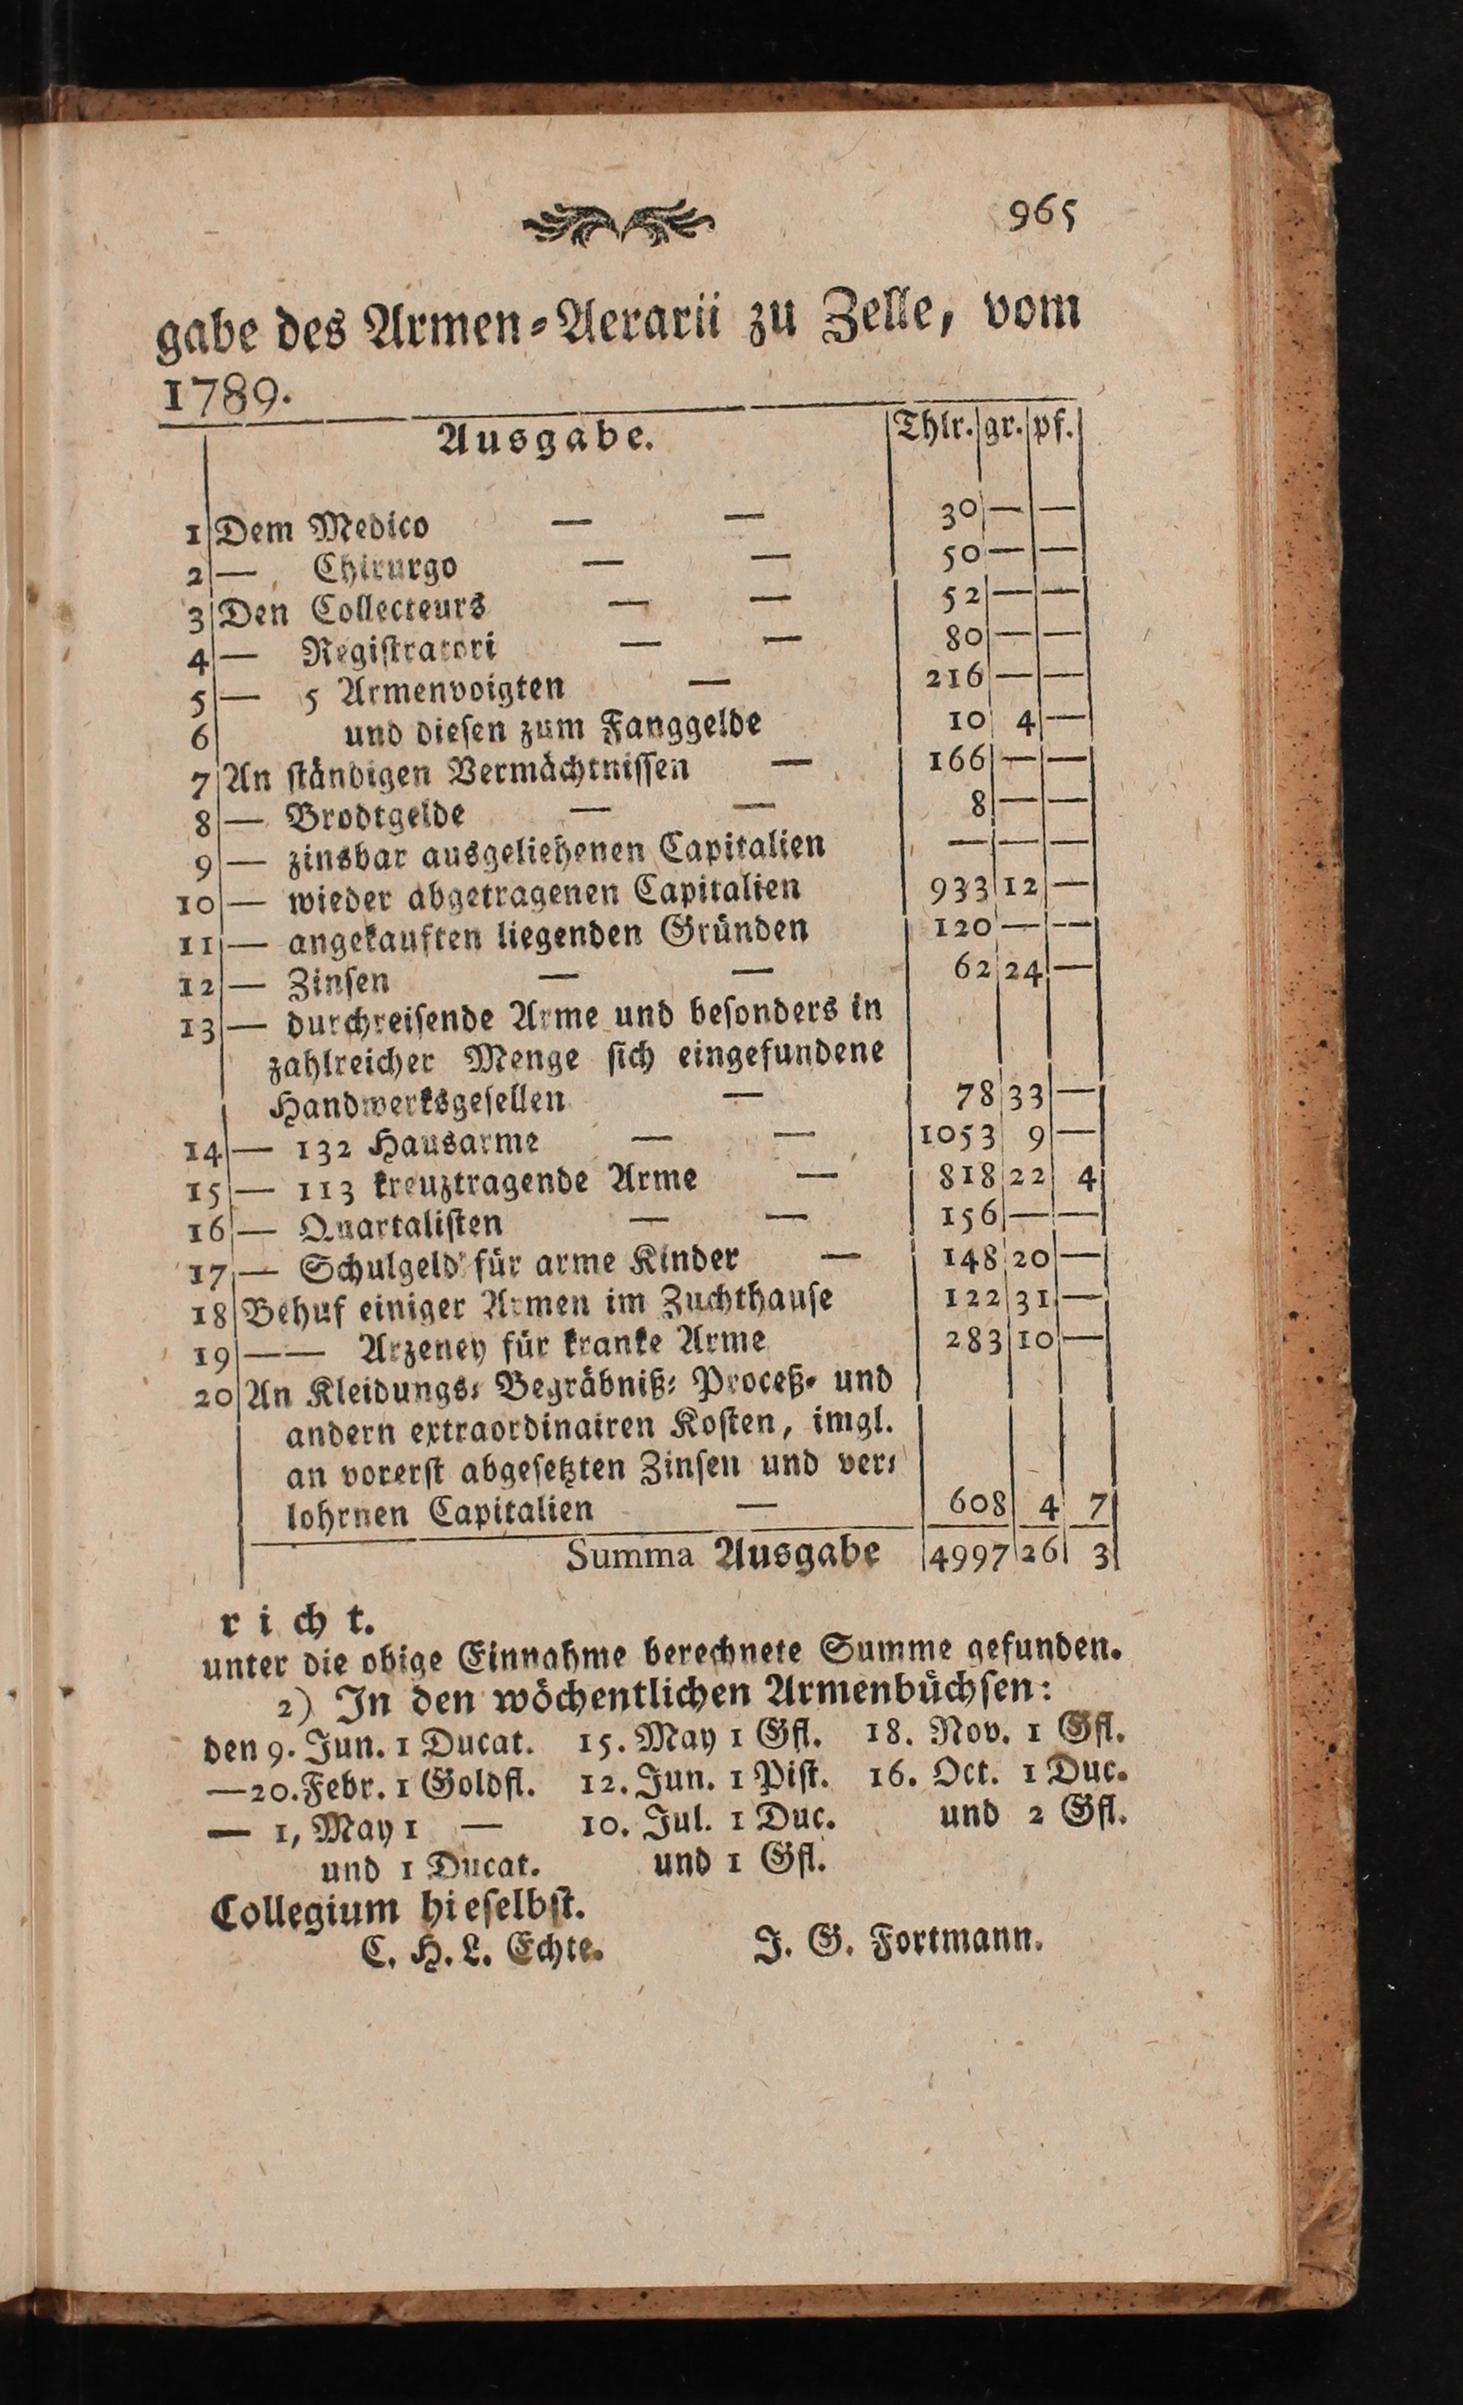 965
gabe des Armen-Aerarii zu Zelle, vom
1789.
Ausgabe. Thlr. gr. pf.
1 Dem Medico — — 30 — —
2 — Chirurgo — — 50 — —
3 Den Collecteurs — — 52 — —
4 — Regiſtratori — — 80 — —
5 — 5 Armenvoigten — 216 — —
6 und dieſen zum Fanggelde 10 4 —
7 An ſtändigen Vermächtniſſen — 166 — —
8 — Brodtgelde — — 8 — —
9 — zinsbar ausgeliehenen Capitalien — — —
10 — wieder abgetragenen Capitalien 933 12 —
11 — angekauften liegenden Gründen 120 — —
12 — Zinſen — — 62 24 —
13 — durchreiſende Arme und beſonders in
zahlreicher Menge ſich eingefundene
Handwerksgeſellen — 78 33 —
14 — 132 Hausarme — — 1053 9 —
15 — 113 kreuztragende Arme — 818 22 4
16 — Quartaliſten — — 156 — —
17 — Schulgeld für arme Kinder — 148 20 —
18 Behuf einiger Armen im Zuchthauſe 122 31 —
19 —— Arzeney für kranke Arme 283 10 —
20 An Kleidungs- Begräbniß- Proceß- und
andern extraordinairen Koſten, imgl.
an vorerſt abgeſetzten Zinſen und ver-
lohrnen Capitalien — 608 4 7
Summa Ausgabe 4997 26 3
richt.
unter die obige Einnahme berechnete Summe gefunden.
2) In den wöchentlichen Armenbüchſen:
den 9. Jun. 1 Ducat. 15. May 1 Gfl. 18. Nov. 1 Gfl.
— 20. Febr. 1 Goldfl. 12. Jun. 1 Piſt. 16. Oct. 1 Duc.
— 1, May 1 — 10. Jul. 1 Duc. und 2 Gfl.
und 1 Ducat. und 1 Gfl.
Collegium hieſelbſt.
C. H. L. Echte. J. G. Fortmann.